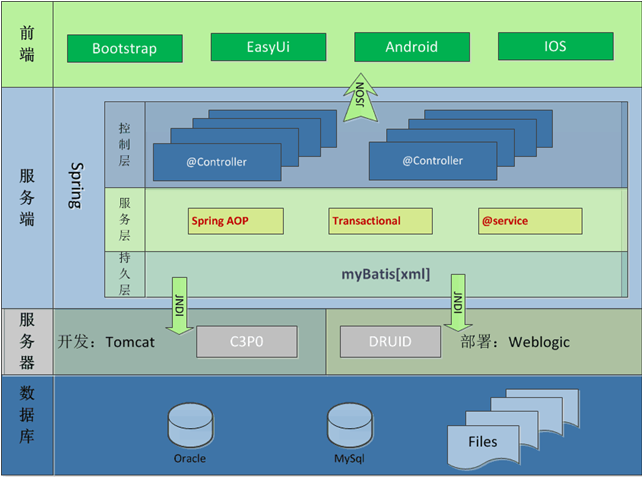 前端
Bootstrap
EasyUi
Android
IOS
JSON
服务端
Spring
控制层
@Controller
@Controller
服务层
Spring AOP
Transactional
@service
持久层
myBatis[xml]
JNDI
JNDI
服务器
开发：Tomcat
C3P0
DRUID
部署：Weblogic
数据库
Oracle
MySql
Files